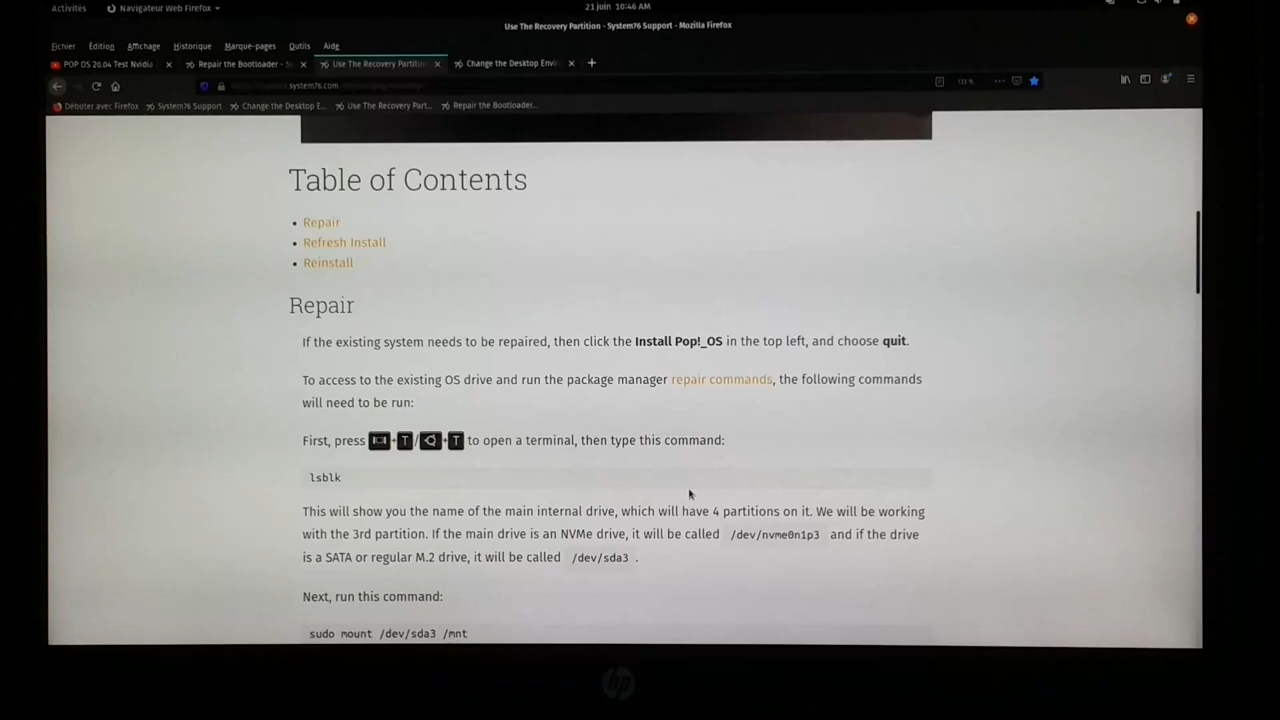 Activités Navigateur Web Firefox 21 juin 10:46 AM
Use The Recovery Partition - System76 Support - Mozilla Firefox
Fichier Édition Affichage Historique Marque-pages Outils Aide
POP OS 20.04 Test Nvidia Repair the Bootloader - S Use The Recovery Partiti Change the Desktop Envi
system76.com 133 %
Débuter avec Firefox System76 Support Change the Desktop E... Use The Recovery Part... Repair the Bootloader...
Table of Contents
• Repair
• Refresh Install
• Reinstall
Repair
If the existing system needs to be repaired, then click the Install Pop!_OS in the top left, and choose quit.
To access to the existing OS drive and run the package manager repair commands, the following commands
will need to be run:
First, press + T / + T to open a terminal, then type this command:
lsblk
This will show you the name of the main internal drive, which will have 4 partitions on it. We will be working
with the 3rd partition. If the main drive is an NVMe drive, it will be called /dev/nvme0n1p3 and if the drive
is a SATA or regular M.2 drive, it will be called /dev/sda3 .
Next, run this command:
sudo mount /dev/sda3 /mnt
hp